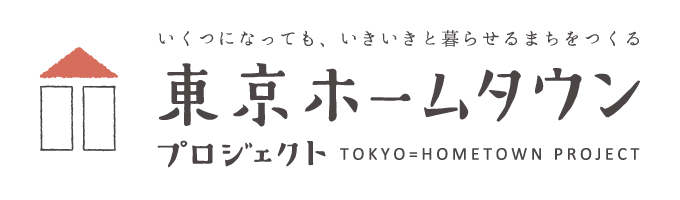 いくつになっても、いきいきと暮らせるまちをつくる
東京ホームタウン
プロジェクト TOKYO=HOMETOWN PROJECT